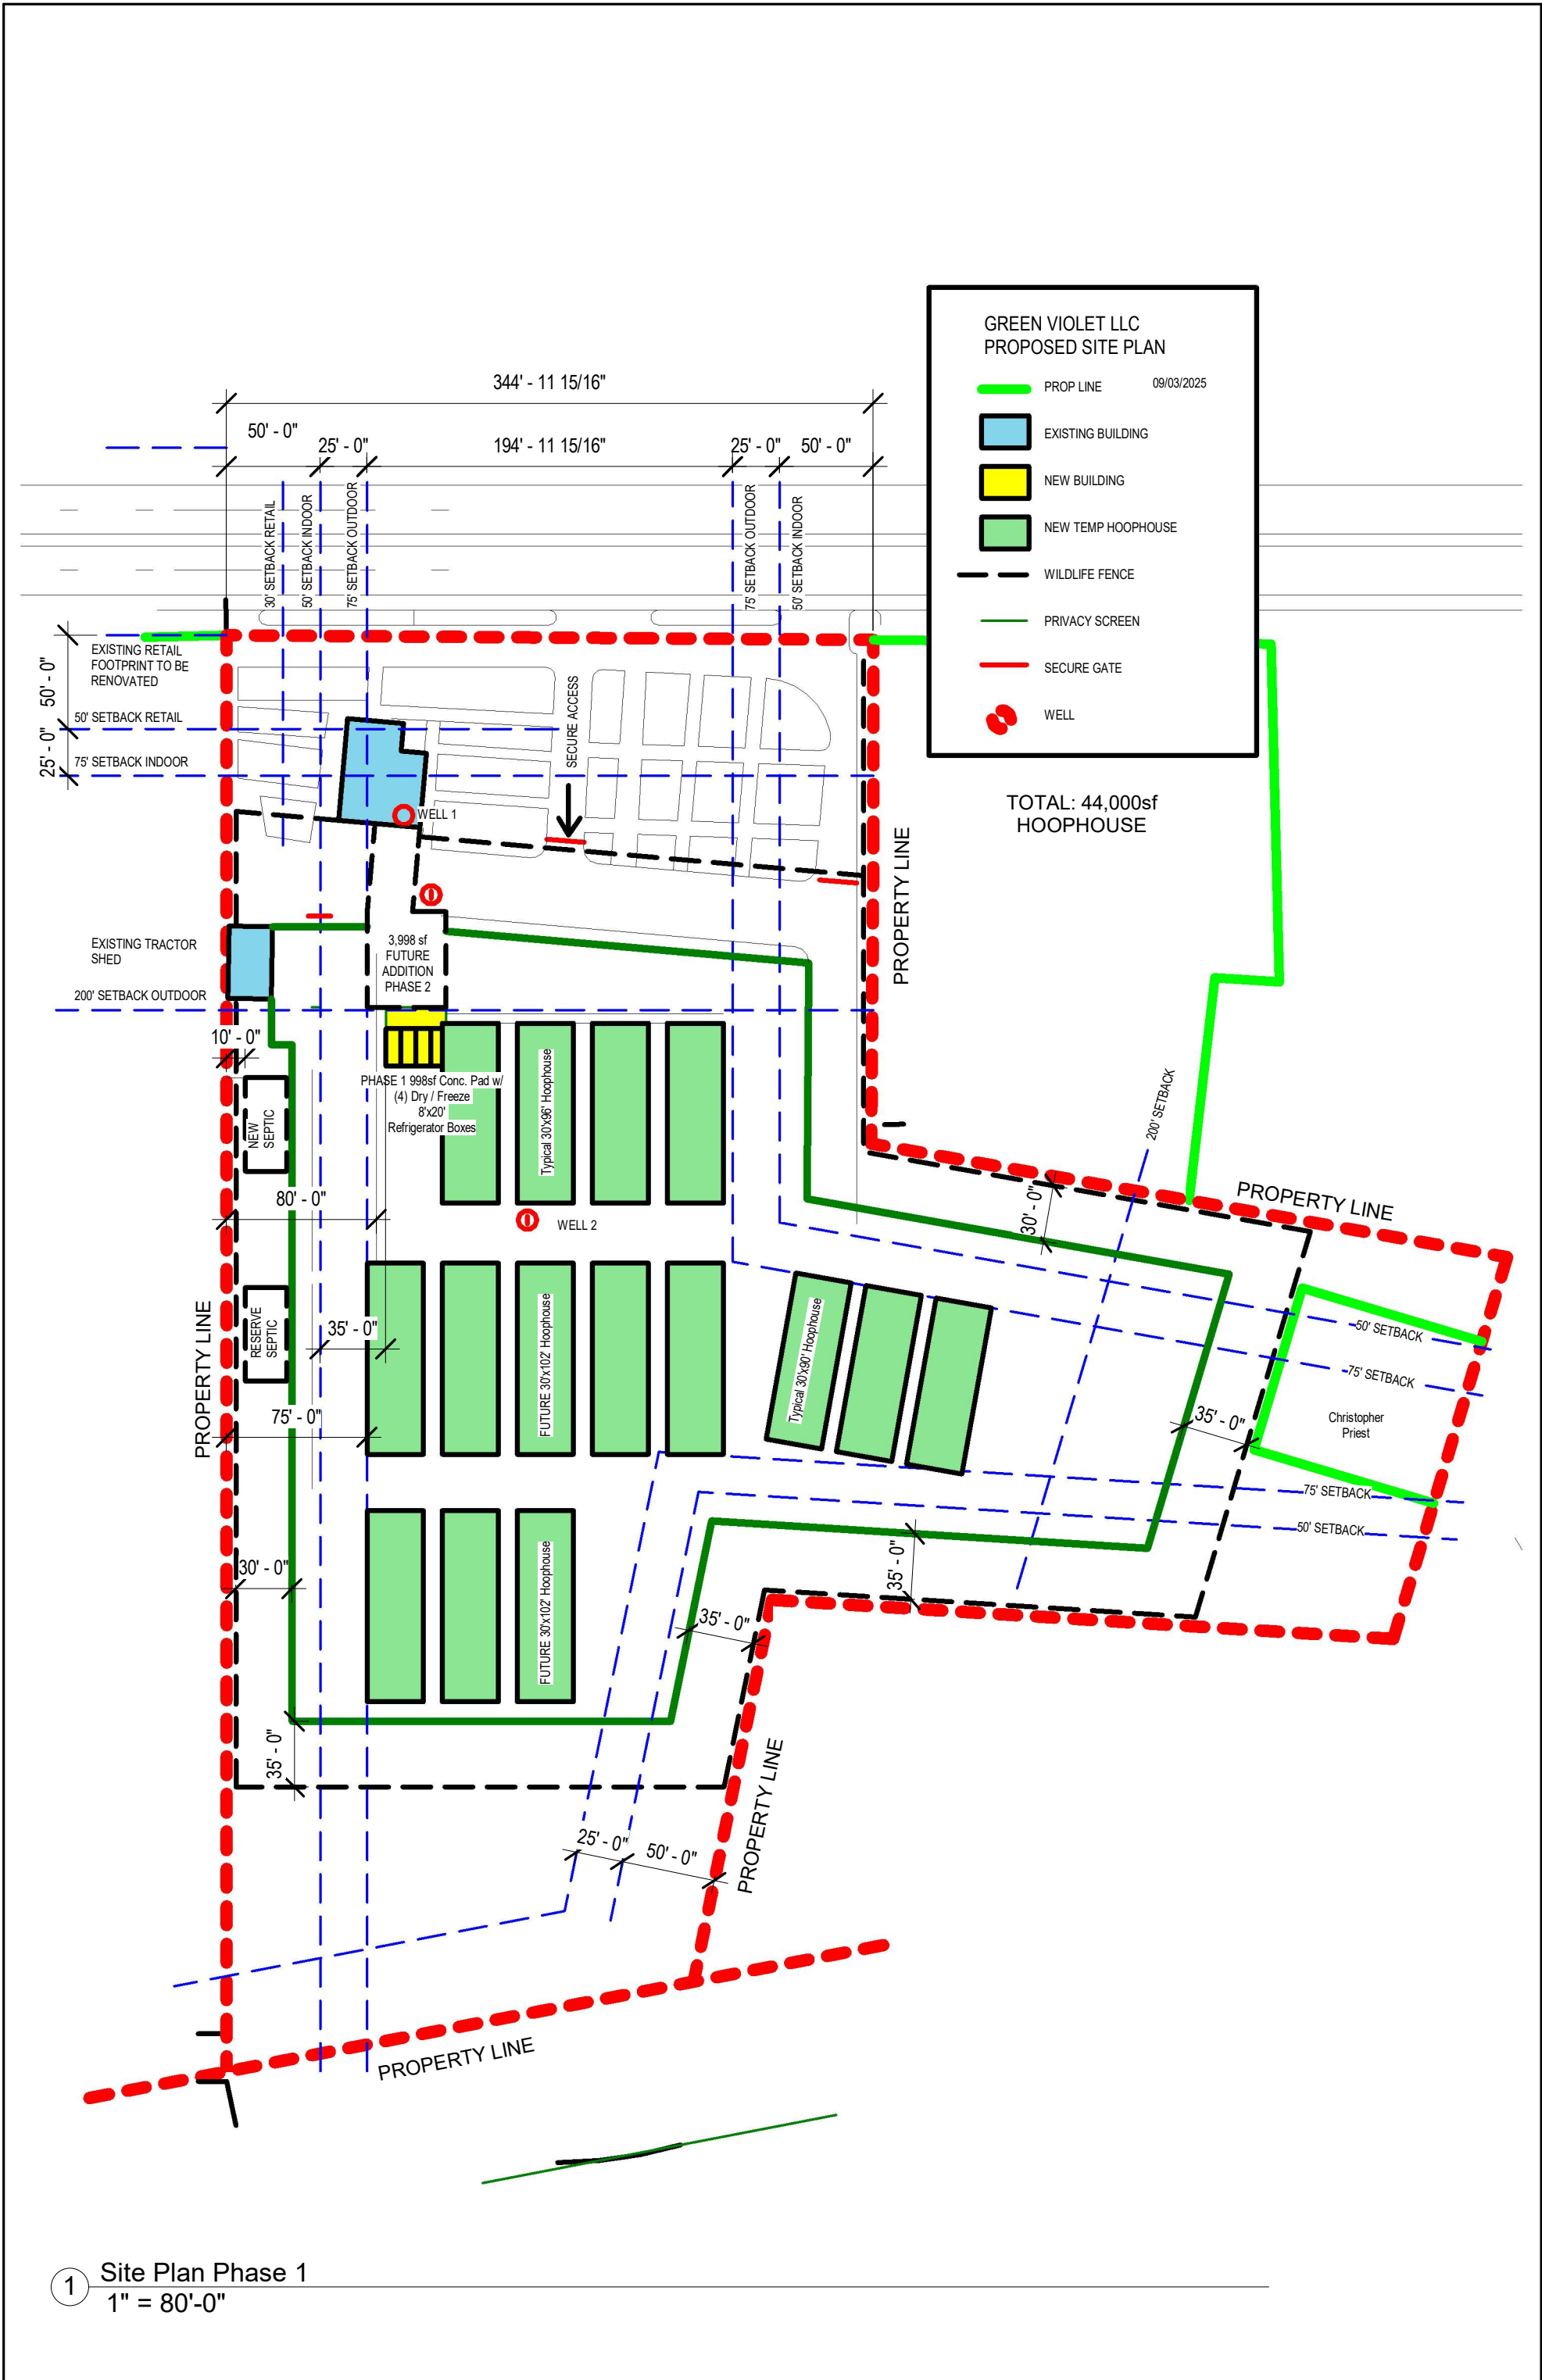 GREEN VIOLET LLC
PROPOSED SITE PLAN
PROP LINE
09/03/2025
EXISTING BUILDING
NEW BUILDING
NEW TEMP HOOPHOUSE
WILDLIFE FENCE
PRIVACY SCREEN
SECURE GATE
WELL
TOTAL: 44,000sf
HOOPHOUSE
344' - 11 15/16"
50' - 0"
25' - 0"
194' - 11 15/16"
25' - 0"
50' - 0"
30' SETBACK RETAIL
50' SETBACK INDOOR
75' SETBACK OUTDOOR
75' SETBACK OUTDOOR
50' SETBACK INDOOR
EXISTING RETAIL
FOOTPRINT TO BE
RENOVATED
50' - 0"
25' - 0"
50' SETBACK RETAIL
75' SETBACK INDOOR
SECURE ACCESS
WELL 1
PROPERTY LINE
EXISTING TRACTOR
SHED
3,998 sf
FUTURE
ADDITION
PHASE 2
200' SETBACK OUTDOOR
10' - 0"
PHASE 1 998sf Conc. Pad w/
(4) Dry / Freeze
8'x20'
Refrigerator Boxes
Typical 30'x96' Hoophouse
NEW
SEPTIC
200' SETBACK
80' - 0"
WELL 2
30' - 0"
PROPERTY LINE
PROPERTY LINE
RESERVE
SEPTIC
35' - 0"
FUTURE 30'x102' Hoophouse
Typical 30'x90' Hoophouse
50' SETBACK
75' SETBACK
Christopher
Priest
75' - 0"
35' - 0"
75' SETBACK
50' SETBACK
30' - 0"
FUTURE 30'x102' Hoophouse
35' - 0"
35' - 0"
35' - 0"
PROPERTY LINE
25' - 0"
50' - 0"
PROPERTY LINE
1
Site Plan Phase 1
1" = 80'-0"